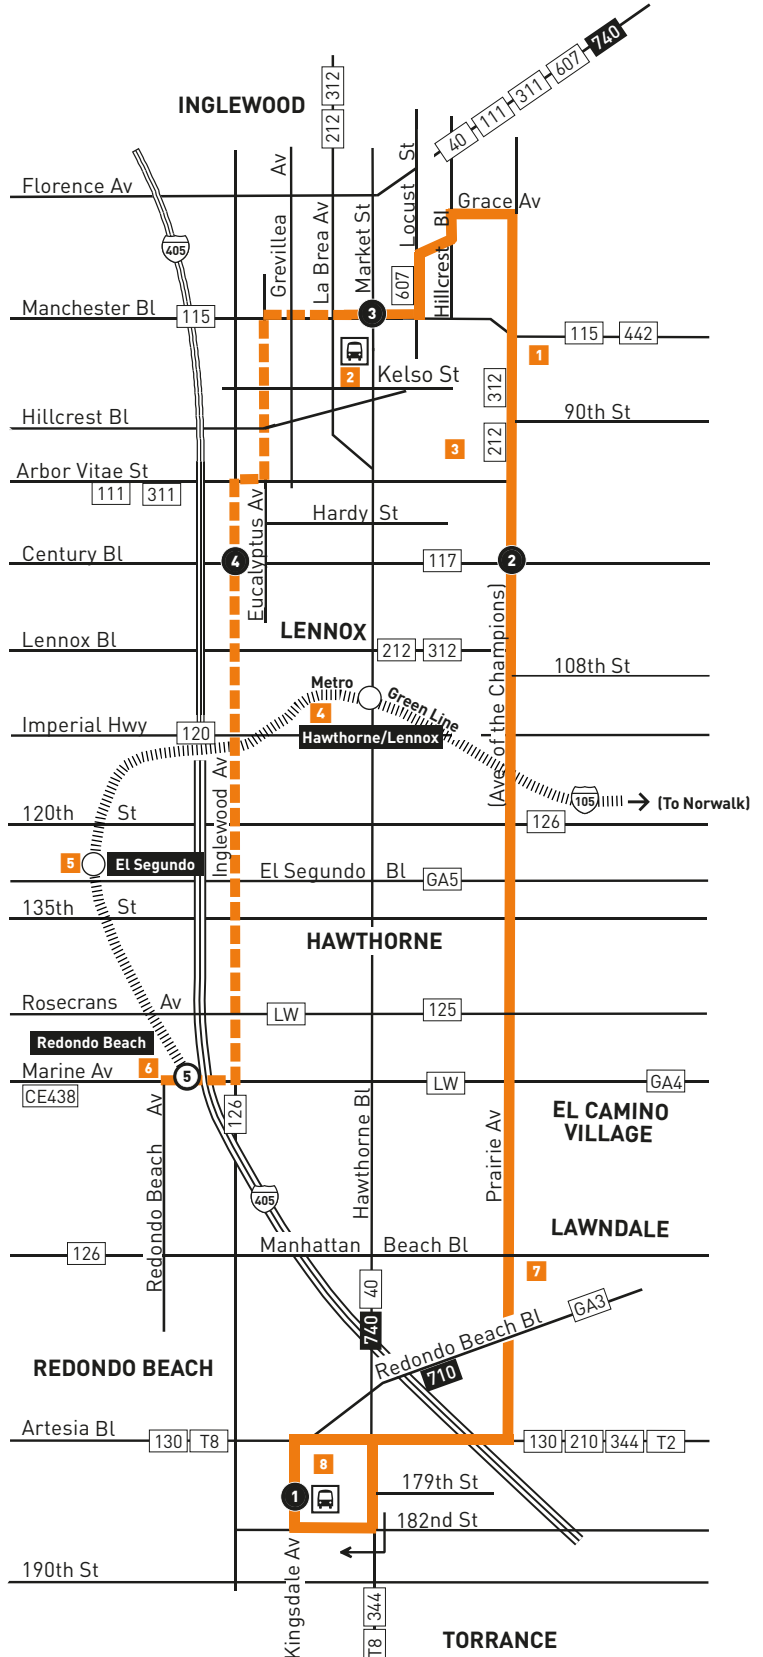 740
607
311
111
40
INGLEWOOD
312
212
Florence Av
Grevillea Av
La Brea Av
Market St
Locust St
Hillcrest Bl
Grace Av
405
607
Manchester Bl
115
3
115
442
1
2
Kelso St
312
Hillcrest Bl
90th St
3
212
Arbor Vitae St
111
311
Eucalyptus Av
Hardy St
Century Bl
4
117
2
LENNOX
Lennox Bl
212
312
(Ave. of the Champions)
108th St
Metro
Green Line
4
Imperial Hwy
120
Hawthorne/Lennox
Inglewood Av
105
(To Norwalk)
120th St
126
5
El Segundo
El Segundo Bl
GA5
135th St
HAWTHORNE
Rosecrans Av
LW
125
Redondo Beach
6
5
Marine Av
CE438
LW
GA4
126
EL CAMINO
VILLAGE
Redondo Beach Av
Hawthorne Bl
Prairie Av
405
LAWNDALE
Manhattan Beach Bl
126
7
40
740
GA3
Redondo Beach Bl
710
REDONDO BEACH
Artesia Bl
130
T8
130
210
344
T2
8
179th St
1
182nd St
190th St
Kingsdale Av
344
T8
TORRANCE